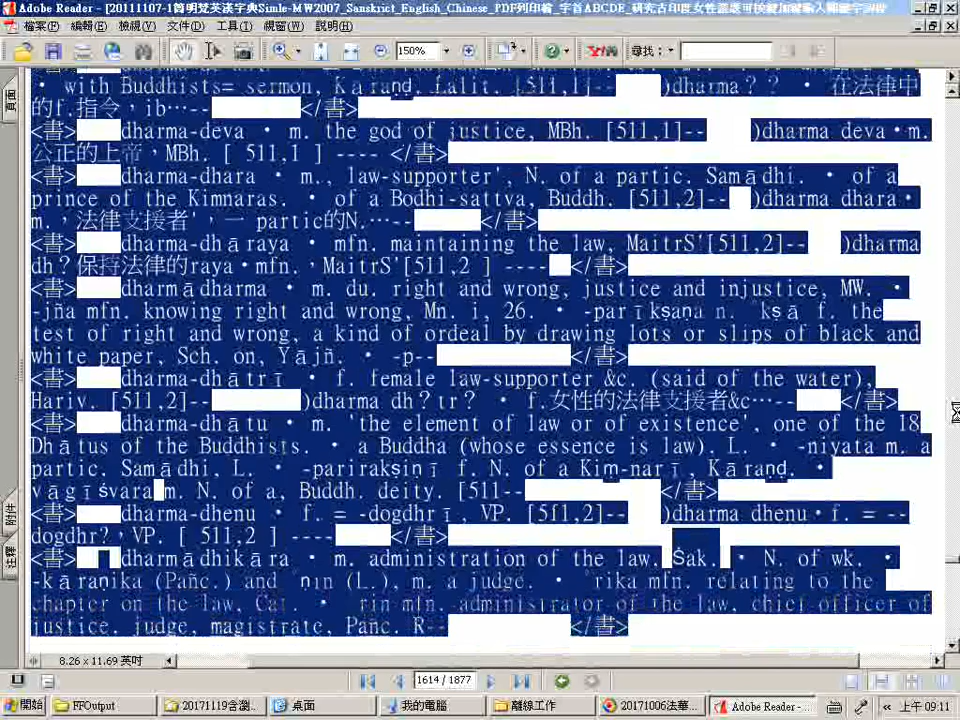 Adobe Reader - [20111107-1簡明梵英漢字典Simle-MW2007_Sanskrict_English_Chinese_PDF列印檔_字首ABCDE_研究古印度女性
檔案(F) 編輯(E) 檢視(V) 文件(D) 工具(T) 視窗(W) 說明(H)
150% 尋找：
頁面
• with Buddhists= sermon, Kāraṇḍ. Lalit. [511,1]-- )dharma？？ • 在法律中
的f.指令，ib…-- </書>
<書> dharma-deva • m. the god of justice, MBh. [511,1]-- )dharma deva•m.
公正的上帝，MBh. [ 511,1 ] ---- </書>
<書> dharma-dhara • m., law-supporter', N. of a partic. Samādhi. • of a
prince of the Kimnaras. • of a Bodhi-sattva, Buddh. [511,2]-- )dharma dhara •
m.，法律支援者'，一 partic的N.…-- </書>
<書> dharma-dhāraya • mfn. maintaining the law, MaitrS'[511,2]-- )dharma
dh？保持法律的raya•mfn.，MaitrS'[511,2 ] ---- </書>
<書> dharmādharma • m. du. right and wrong, justice and injustice, MW. •
-jña mfn. knowing right and wrong, Mn. i, 26. • -parīkṣaṇa n. ˚kṣā f. the
test of right and wrong, a kind of ordeal by drawing lots or slips of black and
white paper, Sch. on, Yājñ. • -p-- </書>
<書> dharma-dhātrī • f. female law-supporter &c. (said of the water),
Hariv. [511,2]-- )dharma dh？tr？ • f.女性的法律支援者&c…-- </書>
<書> dharma-dhātu • m. 'the element of law or of existence', one of the 18
Dhātus of the Buddhists. • a Buddha (whose essence is law). L. • -niyata m. a
partic. Samādhi, L. • -parirakṣiṇī f. N. of a Kiṃ-narī, Kāraṇḍ. •
vāgīśvara m. N. of a, Buddh. deity. [511--  </書>
<書> dharma-dhenu • f. = -dogdhrī, VP. [511,2]-- )dharma dhenu•f. = --
dogdhr?，VP. [ 511,2 ] ---- </書>
<書> dharmādhikāra • m. administration of the law, Śak. • N. of wk. •
-kāraṇika (Pañc.) and ˚ṇin (L.), m. a judge. • ˚rika mfn. relating to the
chapter on the law, Cat. • ˚rin mfn. administrator of the law, chief officer of
justice. judge, magistrate, Pañc. R-- </書>
附件
注釋
8.26 x 11.69 英吋
1614 / 1877
開始 FFOutput 20171119含瀏... 桌面 我的電腦 離線工作 20171006法華... Adobe Reader - [... 上午 09:11